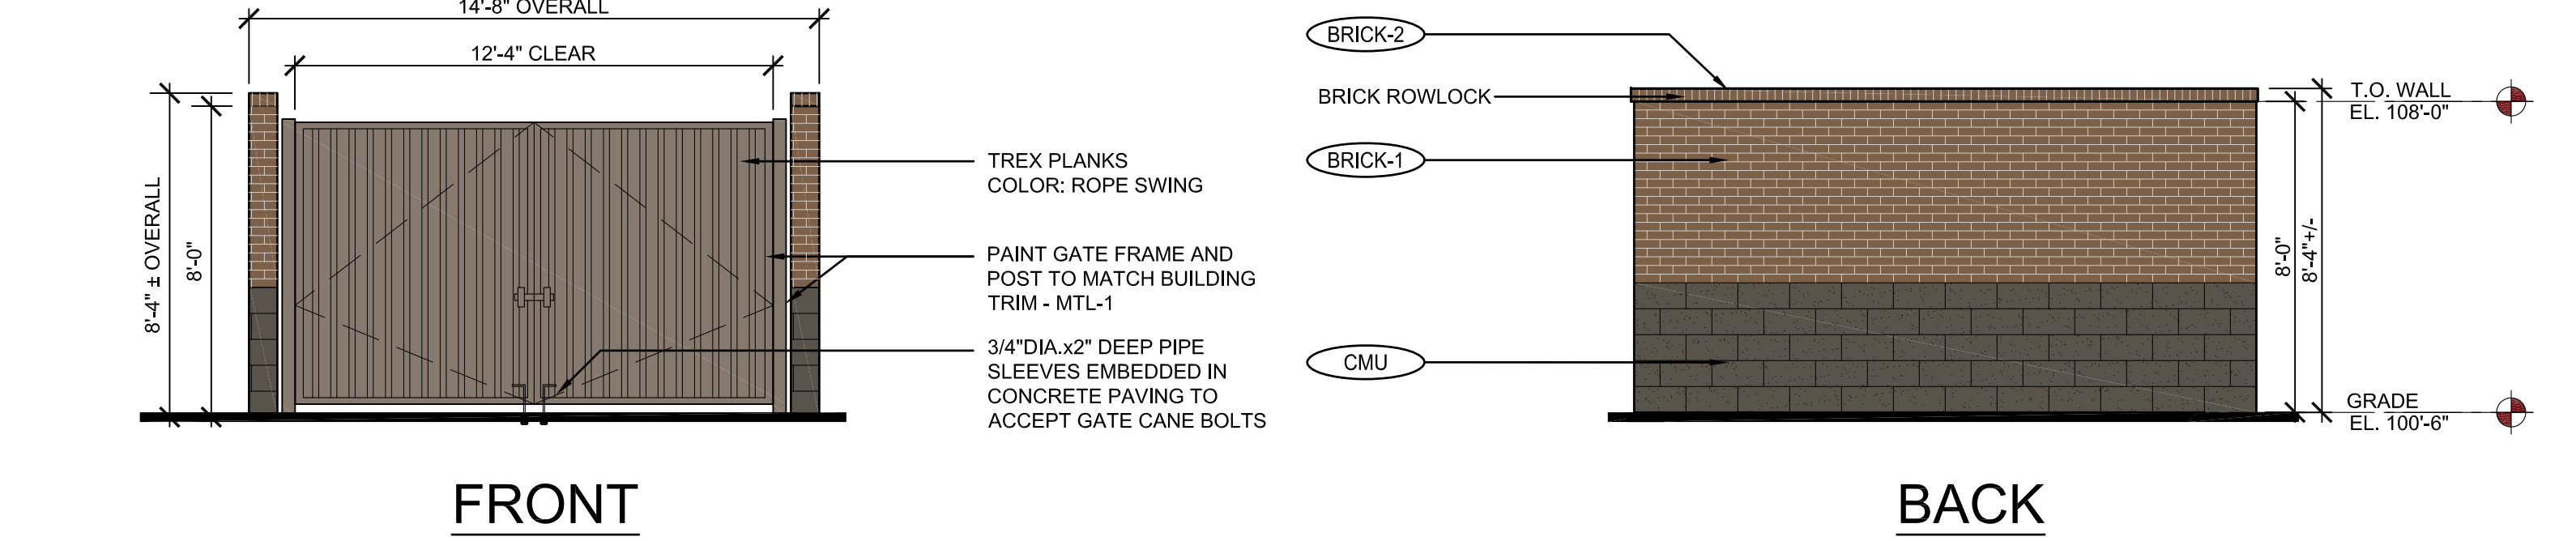 14'-8" OVERALL
12'-4" CLEAR
8'-4" ± OVERALL
8'-0"
TREX PLANKS
COLOR: ROPE SWING
PAINT GATE FRAME AND
POST TO MATCH BUILDING
TRIM - MTL-1
3/4"DIA.x2" DEEP PIPE
SLEEVES EMBEDDED IN
CONCRETE PAVING TO
ACCEPT GATE CANE BOLTS
FRONT
BRICK-2
BRICK ROWLOCK
BRICK-1
CMU
8'-0"
8'-4"+/-
T.O. WALL
EL. 108'-0"
GRADE
EL. 100'-6"
BACK